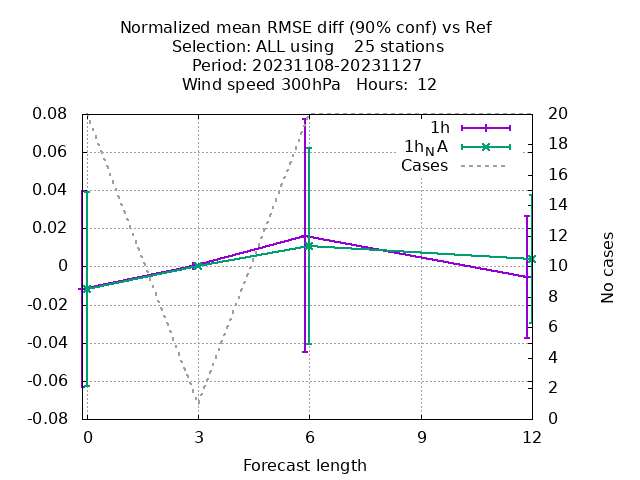 Normalized mean RMSE diff (90% conf) vs Ref
Selection: ALL using    25 stations
Period: 20231108-20231127
Wind speed 300hPa   Hours:  12
0.08
0.06
0.04
0.02
0
-0.02
-0.04
-0.06
-0.08
20
18
16
14
12
10
8
6
4
2
0
1h
1hNA
Cases
No cases
0 3 6 9 12
Forecast length